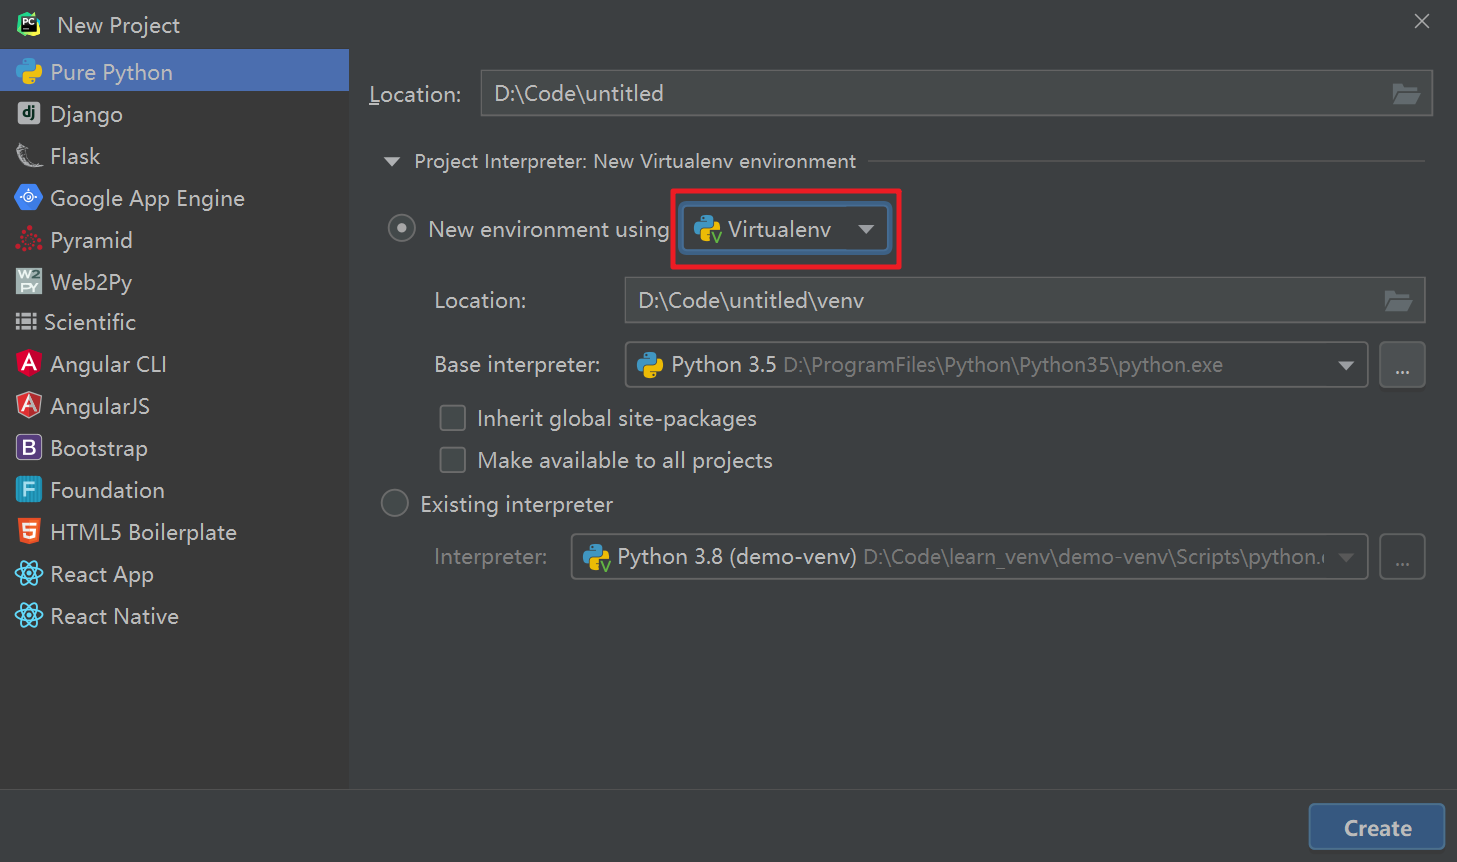 New Project
Pure Python
Django
Flask
Google App Engine
Pyramid
Web2Py
Scientific
Angular CLI
AngularJS
Bootstrap
Foundation
HTML5 Boilerplate
React App
React Native
Location: D:\Code\untitled
Project Interpreter: New Virtualenv environment
New environment using Virtualenv
Location: D:\Code\untitled\venv
Base interpreter: Python 3.5 D:\ProgramFiles\Python\Python35\python.exe ...
Inherit global site-packages
Make available to all projects
Existing interpreter
Interpreter: Python 3.8 (demo-venv) D:\Code\learn_venv\demo-venv\Scripts\python. ...
Create